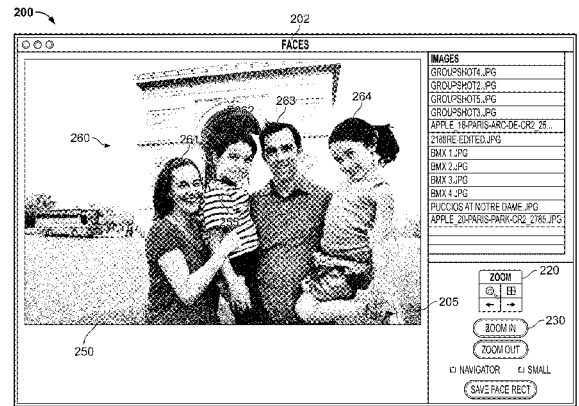 200
202
FACES
IMAGES
GROUPSHOT4.JPG
GROUPSHOT2.JPG
GROUPSHOT5.JPG
GROUPSHOT3.JPG
APPLE_18-PARIS-ARC-DE-CR2_25...
2188RE-EDITED.JPG
BMX 1.JPG
BMX 2.JPG
BMX 3.JPG
BMX 4.JPG
PUCCIOS AT NOTRE DAME.JPG
APPLE_20-PARIS-PARK-CR2_2785.JPG
260
261
262
263
264
265
205
250
ZOOM
220
ZOOM IN
230
ZOOM OUT
NAVIGATOR
SMALL
SAVE FACE RECT